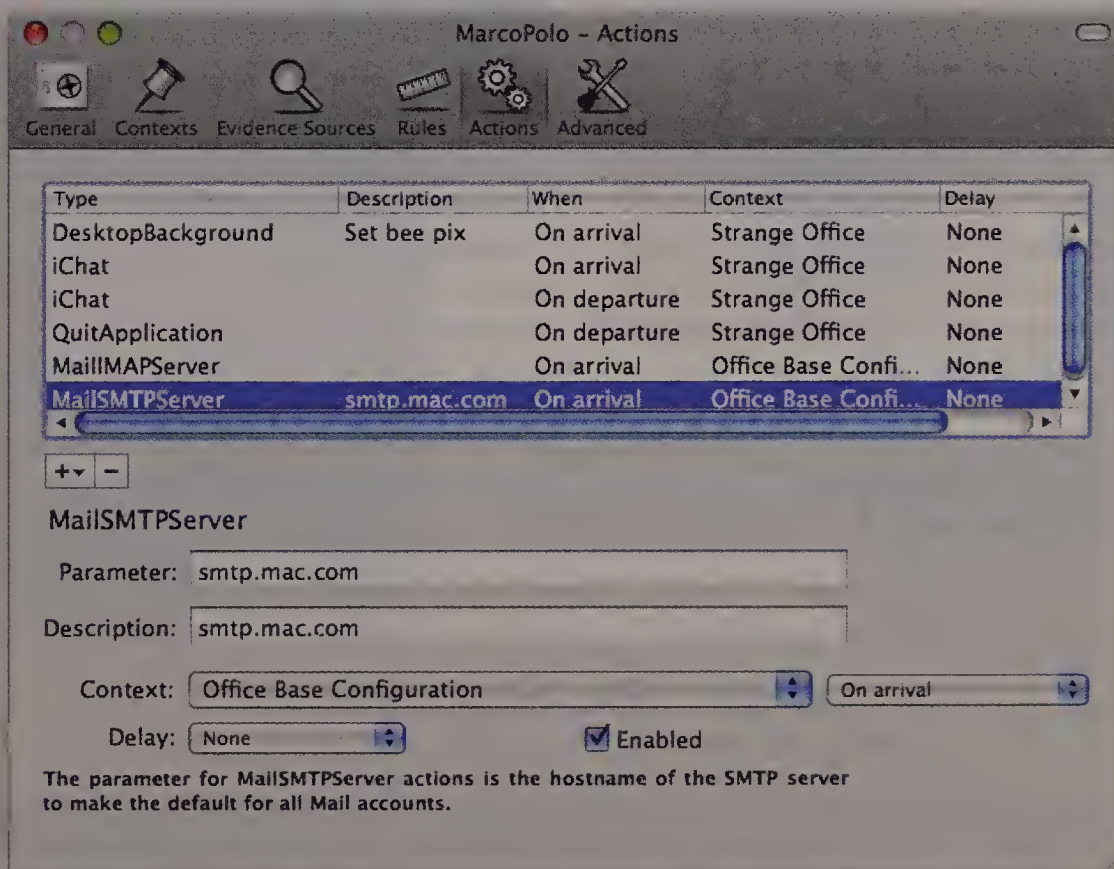 MarcoPolo – Actions
General Contexts Evidence Sources Rules Actions Advanced
Type Description When Context Delay
DesktopBackground Set bee pix On arrival Strange Office None
iChat On arrival Strange Office None
iChat On departure Strange Office None
QuitApplication On departure Strange Office None
MailIMAPServer On arrival Office Base Confi... None
MailSMTPServer smtp.mac.com On arrival Office Base Confi... None
+ −
MailSMTPServer
Parameter: smtp.mac.com
Description: smtp.mac.com
Context: Office Base Configuration On arrival
Delay: None Enabled
The parameter for MailSMTPServer actions is the hostname of the SMTP server
to make the default for all Mail accounts.